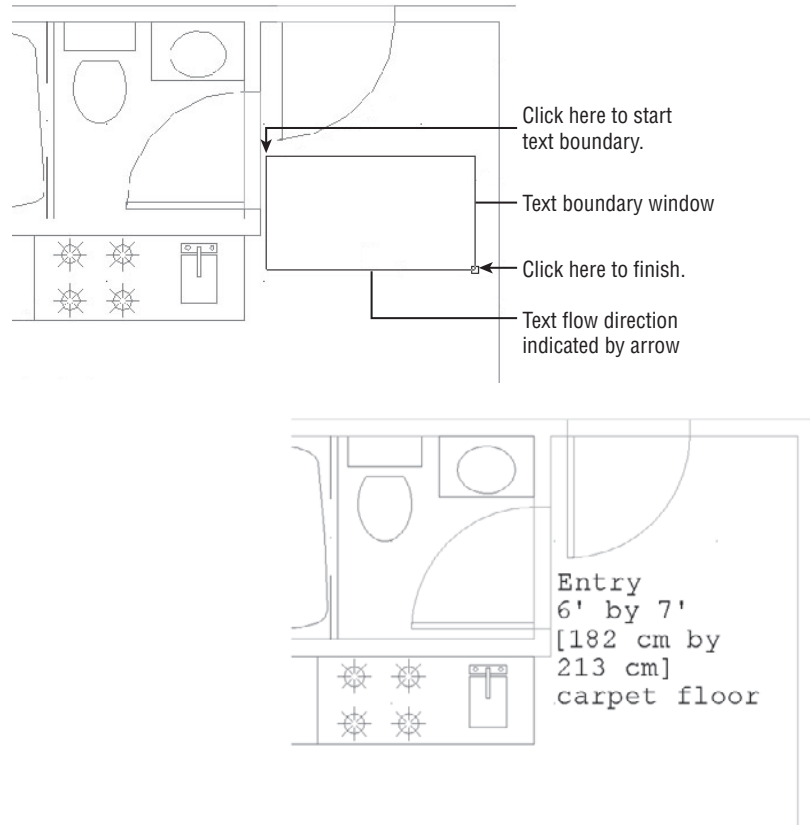 Click here to start
text boundary.
Text boundary window
Click here to finish.
Text flow direction
indicated by arrow
Entry
6' by 7'
[182 cm by
213 cm]
carpet floor